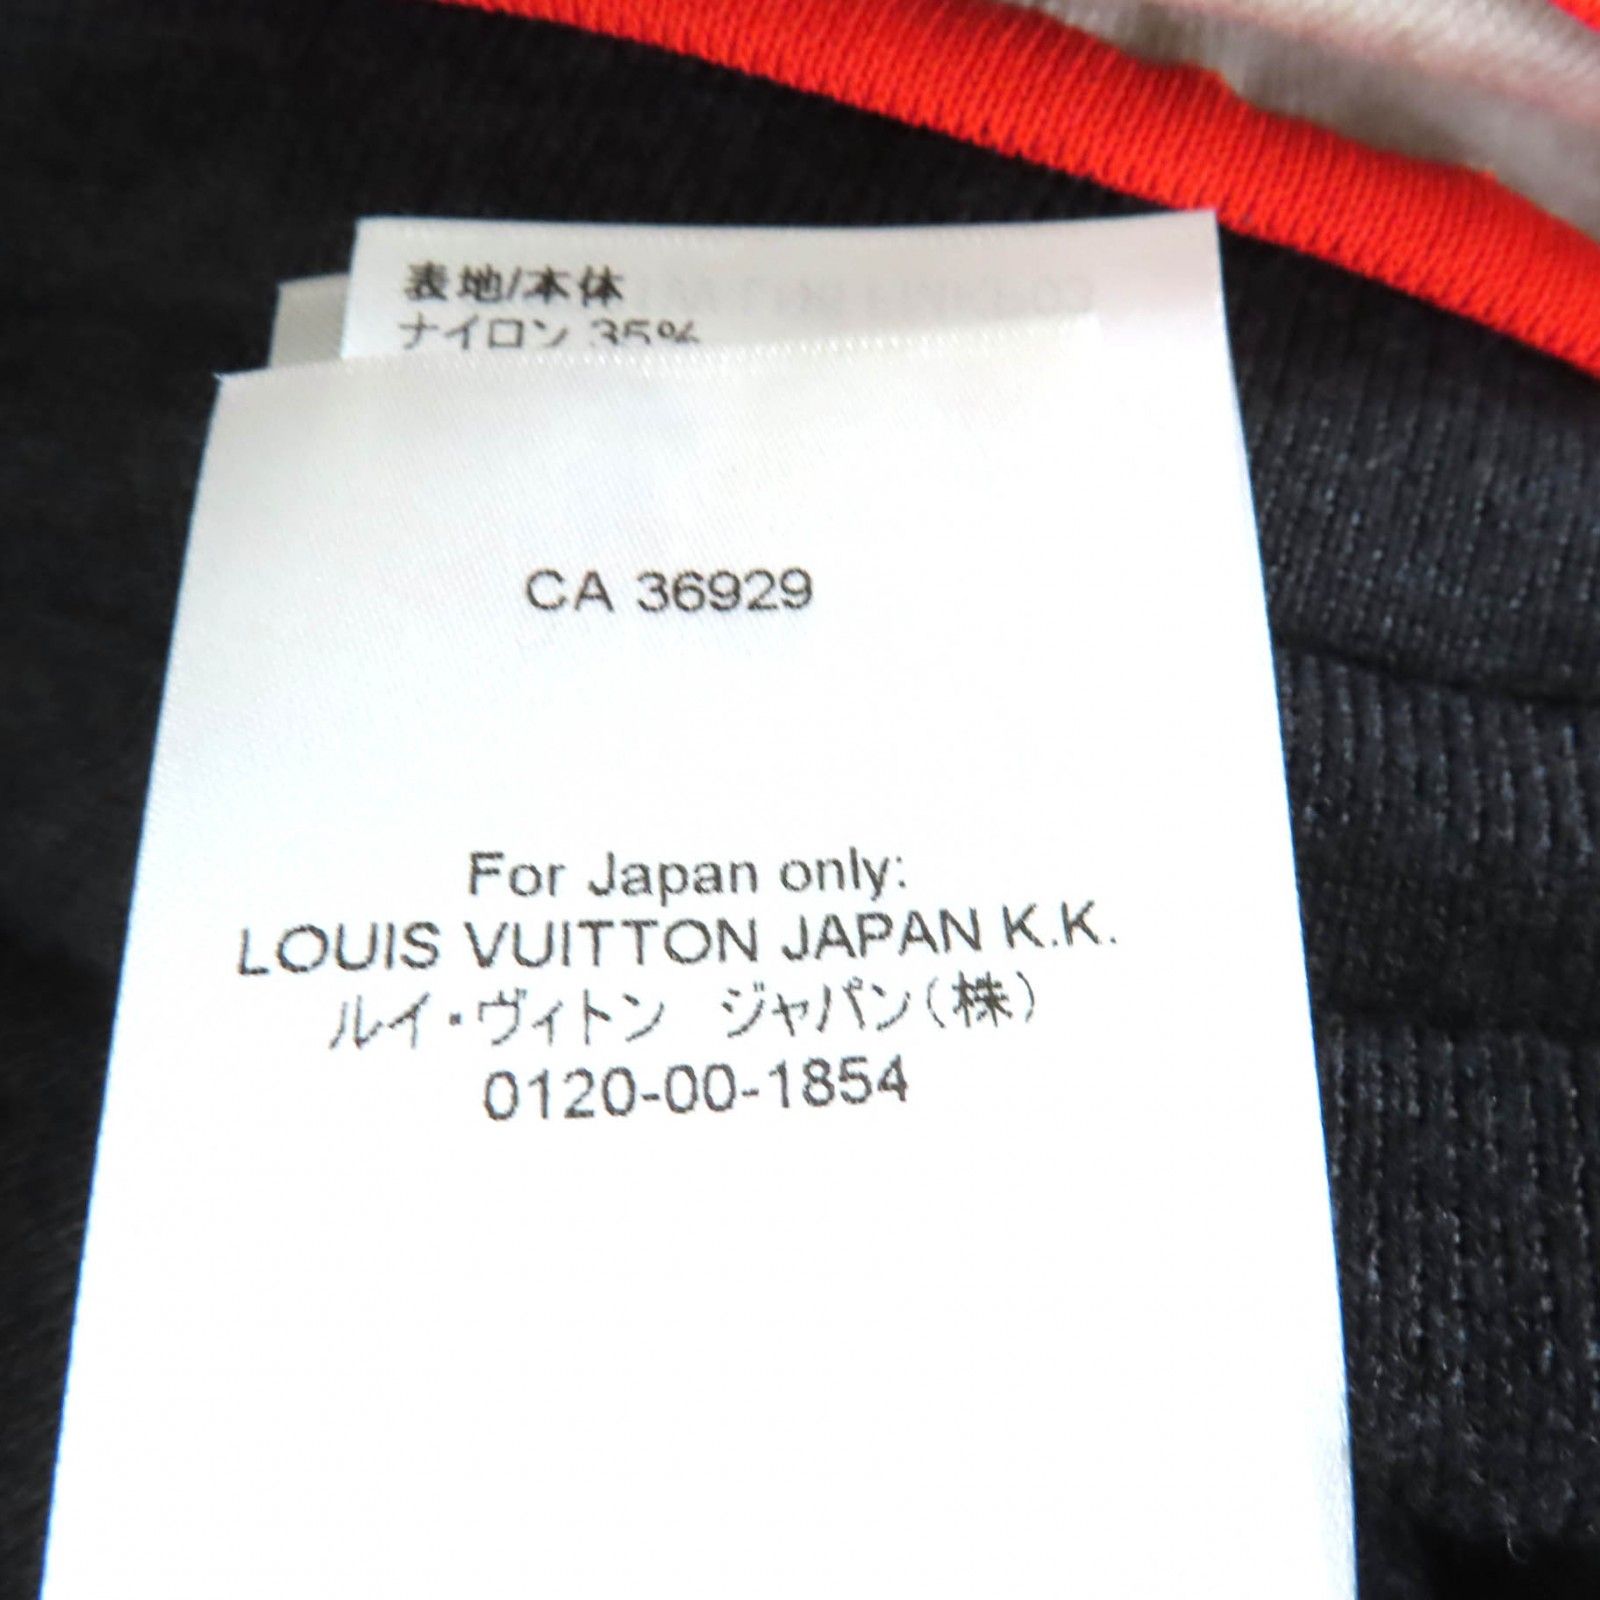 表地/本体
ナイロン 35%
CA 36929
For Japan only:
LOUIS VUITTON JAPAN K.K.
ルイ・ヴィトン　ジャパン(株)
0120-00-1854